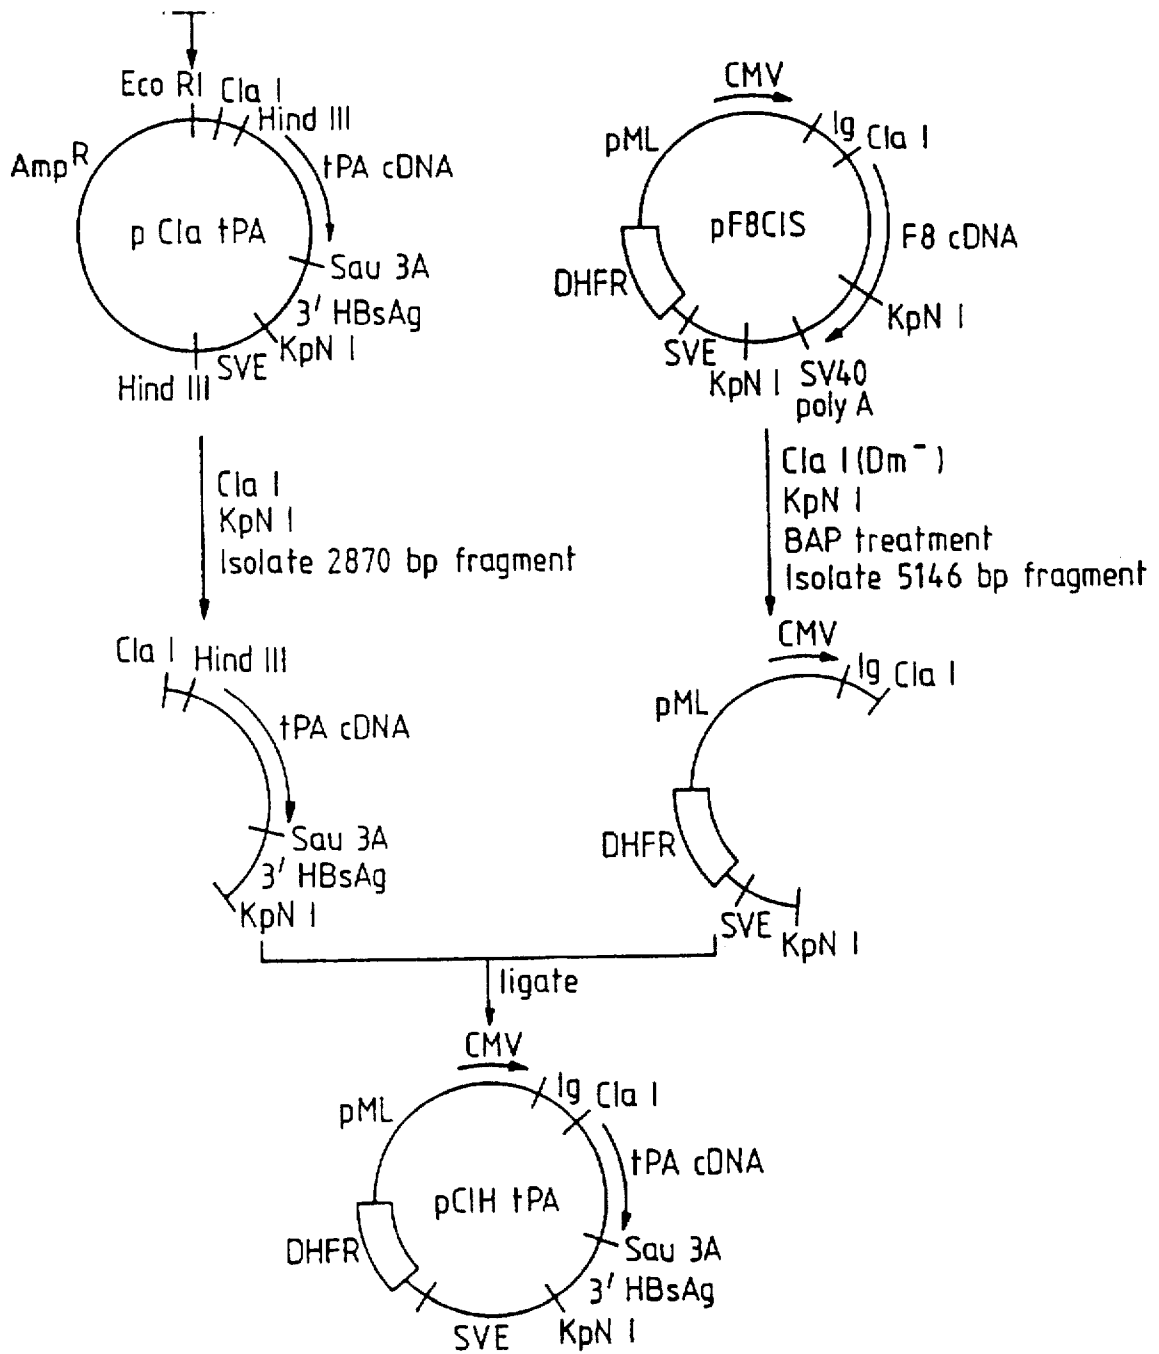 Eco RI
Cla I
Hind III
Amp R
tPA cDNA
p Cla tPA
Sau 3A
3' HBsAg
KpN I
SVE
Hind III
CMV
Ig
Cla I
pML
pF8CIS
F8 cDNA
DHFR
KpN I
SVE
KpN I
SV40
poly A
Cla I
KpN I
Isolate 2870 bp fragment
Cla I (Dm⁻)
KpN I
BAP treatment
Isolate 5146 bp fragment
Cla I
Hind III
tPA cDNA
Sau 3A
3' HBsAg
KpN I
CMV
Ig
Cla I
pML
DHFR
SVE
KpN I
ligate
CMV
Ig
Cla I
pML
tPA cDNA
pCIH tPA
DHFR
Sau 3A
3' HBsAg
SVE
KpN I